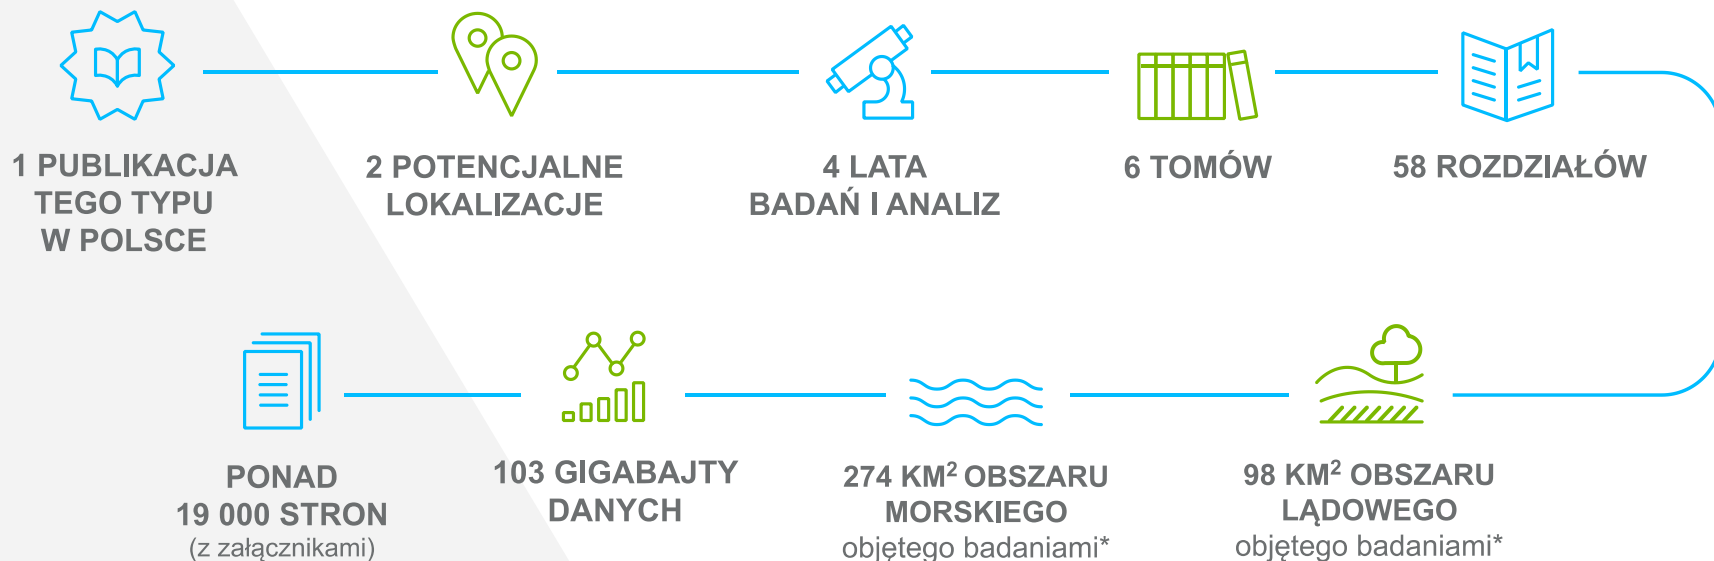 1 PUBLIKACJA
TEGO TYPU
W POLSCE
2 POTENCJALNE
LOKALIZACJE
4 LATA
BADAŃ I ANALIZ
6 TOMÓW
58 ROZDZIAŁÓW
PONAD
19 000 STRON
(z załącznikami)
103 GIGABAJTY
DANYCH
274 KM² OBSZARU
MORSKIEGO
objętego badaniami*
98 KM² OBSZARU
LĄDOWEGO
objętego badaniami*